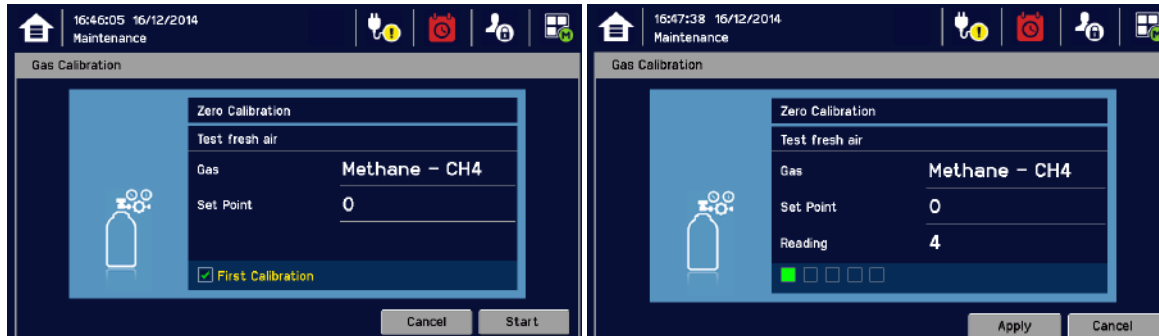 16:46:05 16/12/2014
Maintenance
Gas Calibration
Zero Calibration
Test fresh air
Gas Methane - CH4
Set Point 0
First Calibration
Cancel Start
16:47:38 16/12/2014
Maintenance
Gas Calibration
Zero Calibration
Test fresh air
Gas Methane - CH4
Set Point 0
Reading 4
Apply Cancel